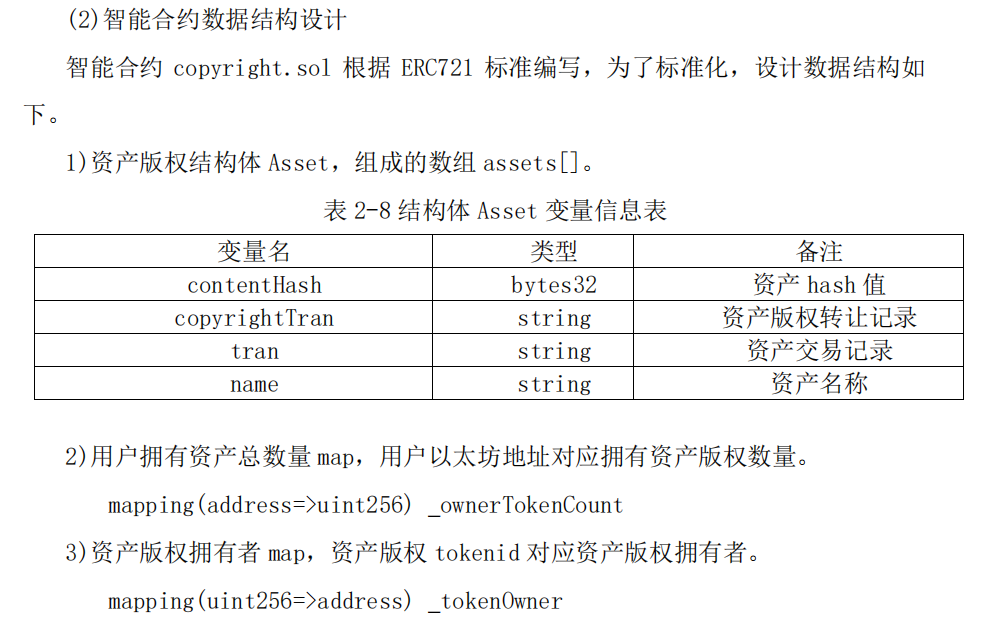 (2)智能合约数据结构设计
智能合约 copyright.sol 根据 ERC721 标准编写，为了标准化，设计数据结构如
下。
1)资产版权结构体 Asset，组成的数组 assets[]。
表 2-8 结构体 Asset 变量信息表
变量名 类型 备注
contentHash bytes32 资产 hash 值
copyrightTran string 资产版权转让记录
tran string 资产交易记录
name string 资产名称
2)用户拥有资产总数量 map，用户以太坊地址对应拥有资产版权数量。
mapping(address=>uint256) _ownerTokenCount
3)资产版权拥有者 map，资产版权 tokenid 对应资产版权拥有者。
mapping(uint256=>address) _tokenOwner